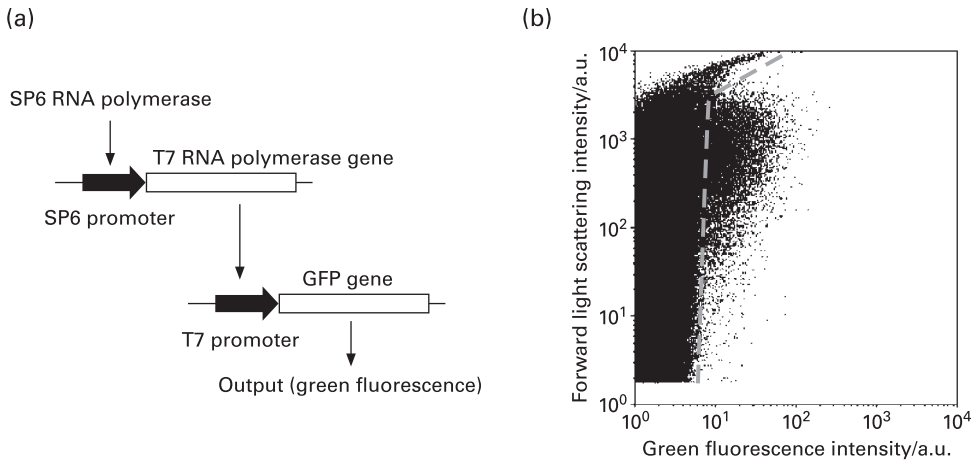 (a)
SP6 RNA polymerase
T7 RNA polymerase gene
SP6 promoter
GFP gene
T7 promoter
Output (green fluorescence)
(b)
Forward light scattering intensity/a.u.
10⁴
10³
10²
10¹
10⁰
10⁰ 10¹ 10² 10³ 10⁴
Green fluorescence intensity/a.u.